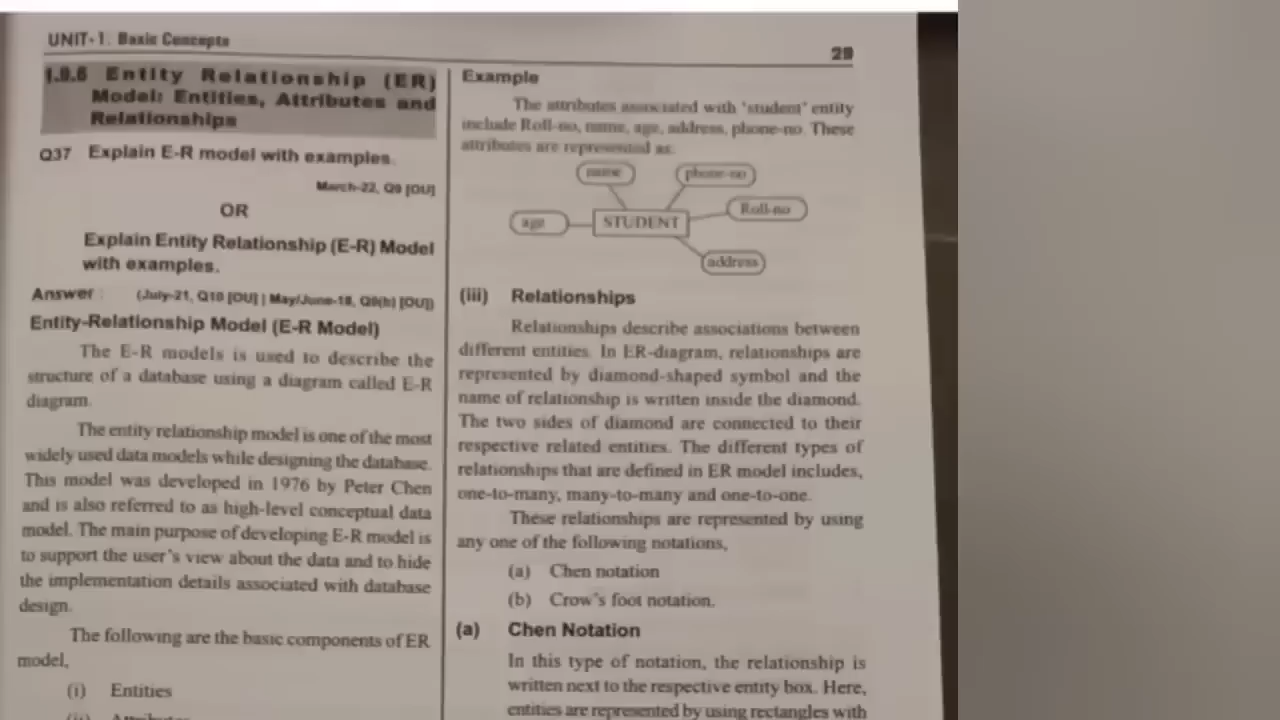 UNIT-1. Basic Concepts
29
1.9.6 Entity Relationship (ER)
Model: Entities, Attributes and
Relationships
Q37 Explain E-R model with examples.
March-22, Q9 [OU]
OR
Explain Entity Relationship (E-R) Model
with examples.
Answer : (July-21, Q10 [OU] | May/June-18, Q9(b) [OU])
Entity-Relationship Model (E-R Model)
The E-R models is used to describe the
structure of a database using a diagram called E-R
diagram.
The entity relationship model is one of the most
widely used data models while designing the database.
This model was developed in 1976 by Peter Chen
and is also referred to as high-level conceptual data
model. The main purpose of developing E-R model is
to support the user's view about the data and to hide
the implementation details associated with database
design.
The following are the basic components of ER
model,
(i) Entities
(ii) Attributes
Example
The attributes associated with 'student' entity
include Roll-no, name, age, address, phone-no. These
attributes are represented as:
name
phone-no
age
STUDENT
Roll-no
address
(iii) Relationships
Relationships describe associations between
different entities. In ER-diagram, relationships are
represented by diamond-shaped symbol and the
name of relationship is written inside the diamond.
The two sides of diamond are connected to their
respective related entities. The different types of
relationships that are defined in ER model includes,
one-to-many, many-to-many and one-to-one.
These relationships are represented by using
any one of the following notations,
(a) Chen notation
(b) Crow's foot notation.
(a) Chen Notation
In this type of notation, the relationship is
written next to the respective entity box. Here,
entities are represented by using rectangles with